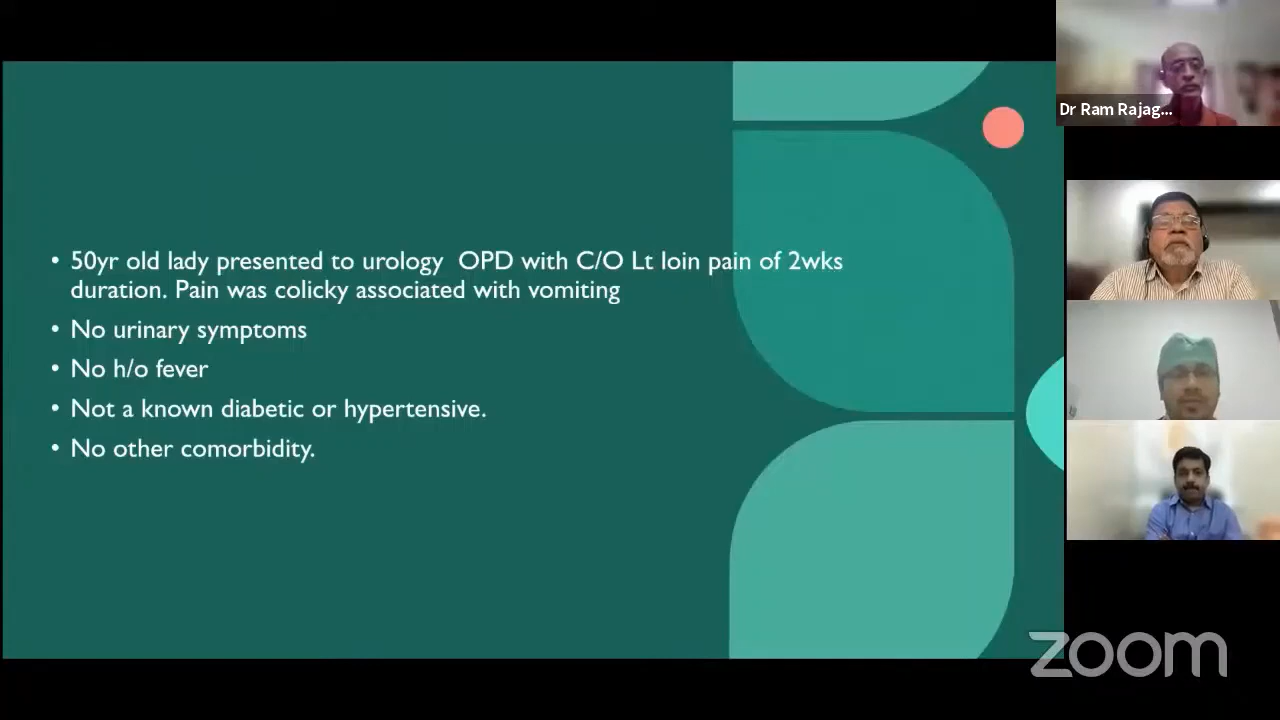 • 50yr old lady presented to urology OPD with C/O Lt loin pain of 2wks
duration. Pain was colicky associated with vomiting
• No urinary symptoms
• No h/o fever
• Not a known diabetic or hypertensive.
• No other comorbidity.
Dr Ram Rajag...
zoom